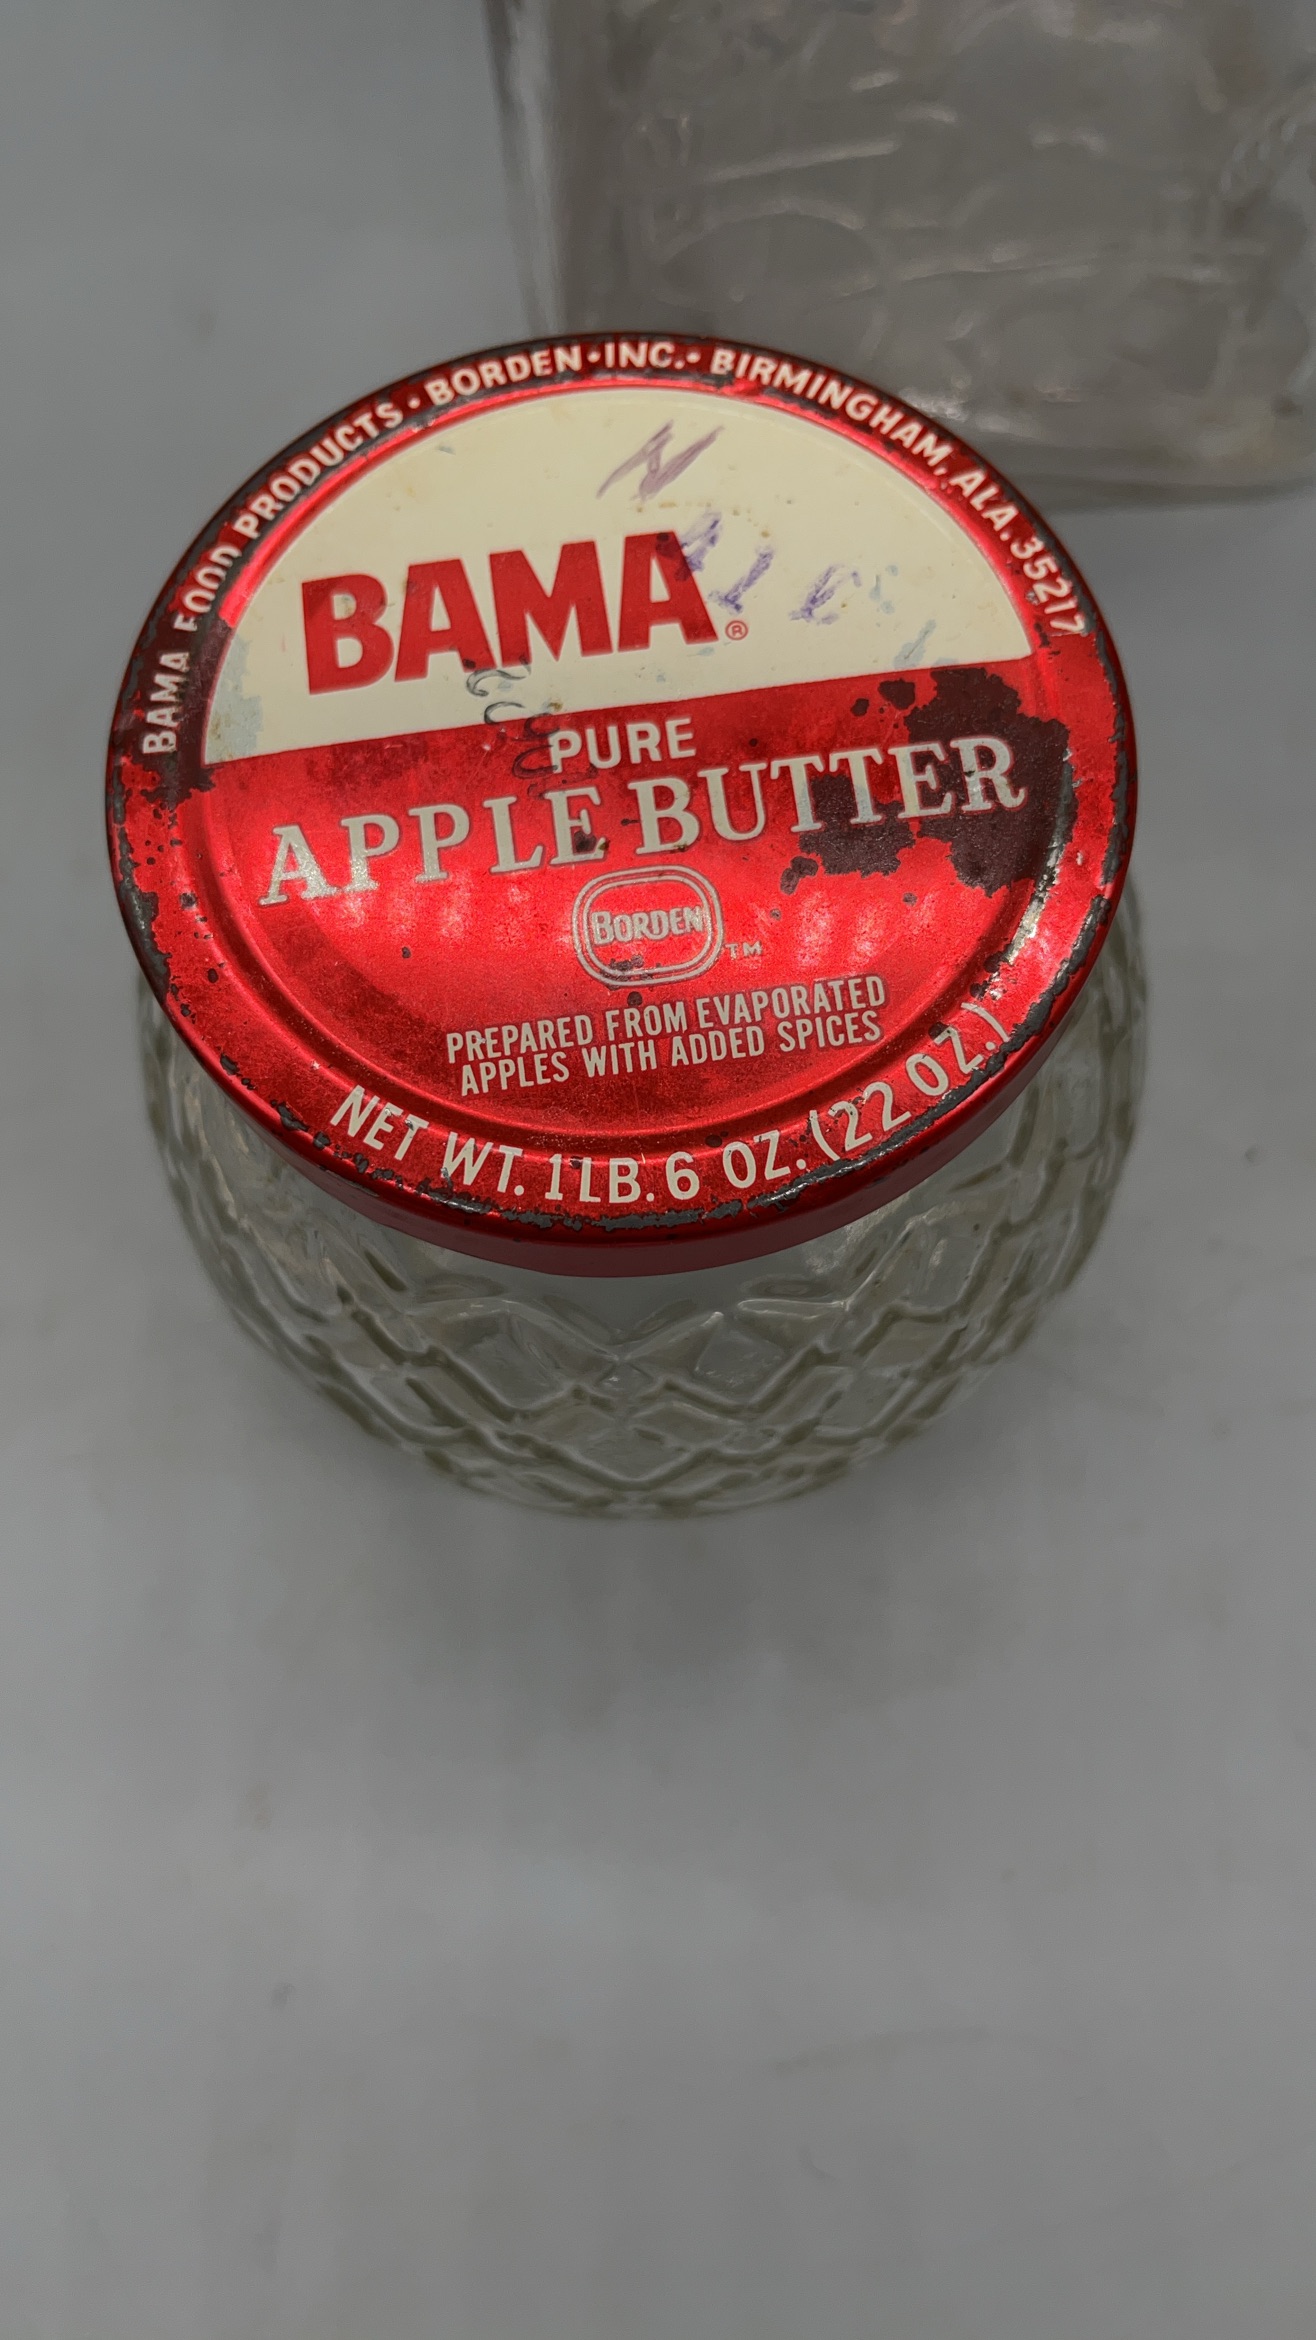 BAMA FOOD PRODUCTS · BORDEN · INC. · BIRMINGHAM, ALA. 35217
BAMA®
PURE
APPLE BUTTER
BORDEN TM
PREPARED FROM EVAPORATED
APPLES WITH ADDED SPICES
NET WT. 1 LB. 6 OZ. (22 OZ.)